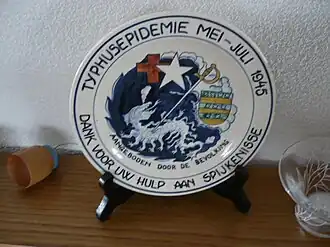 TYPHUSEPIDEMIE MEI-JULI 1945
AANGEBODEN DOOR DE BEVOLKING
DANK VOOR UW HULP AAN SPIJKENISSE